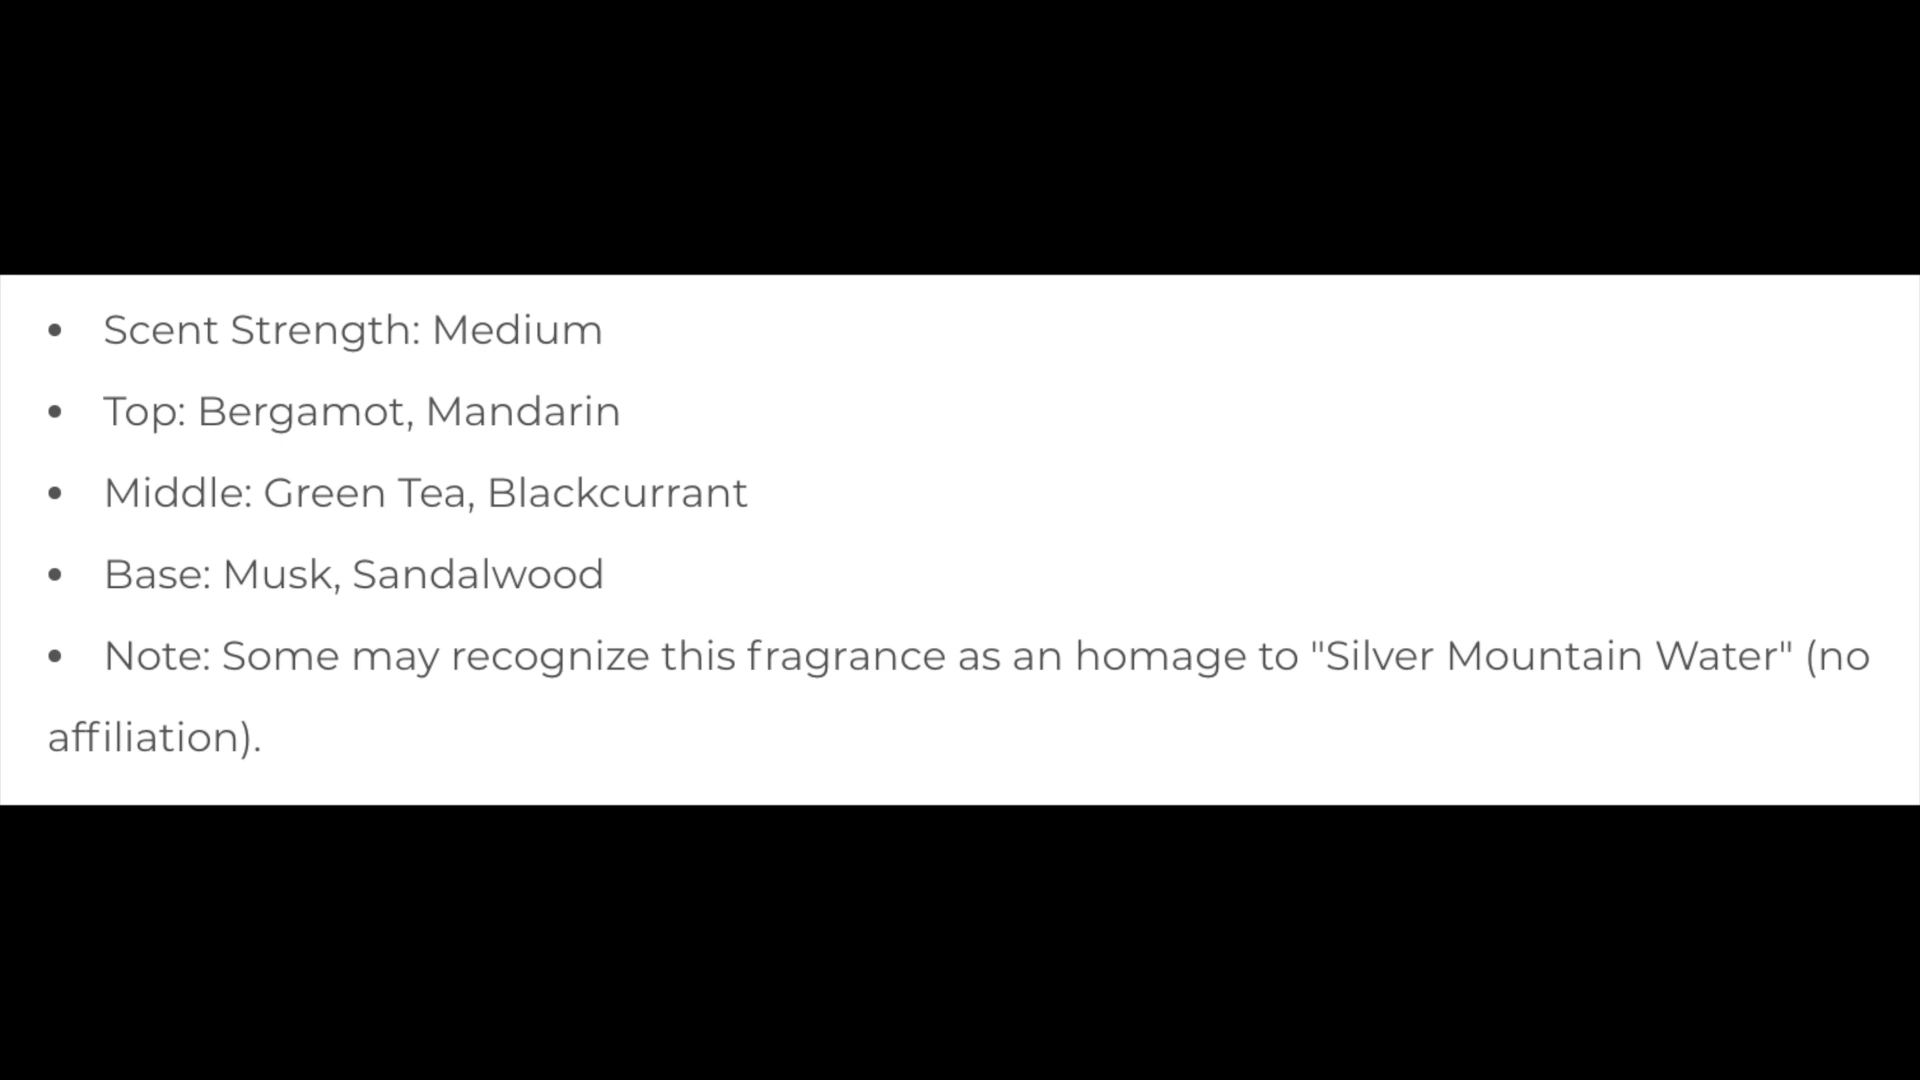 • Scent Strength: Medium
• Top: Bergamot, Mandarin
• Middle: Green Tea, Blackcurrant
• Base: Musk, Sandalwood
• Note: Some may recognize this fragrance as an homage to "Silver Mountain Water" (no
affiliation).